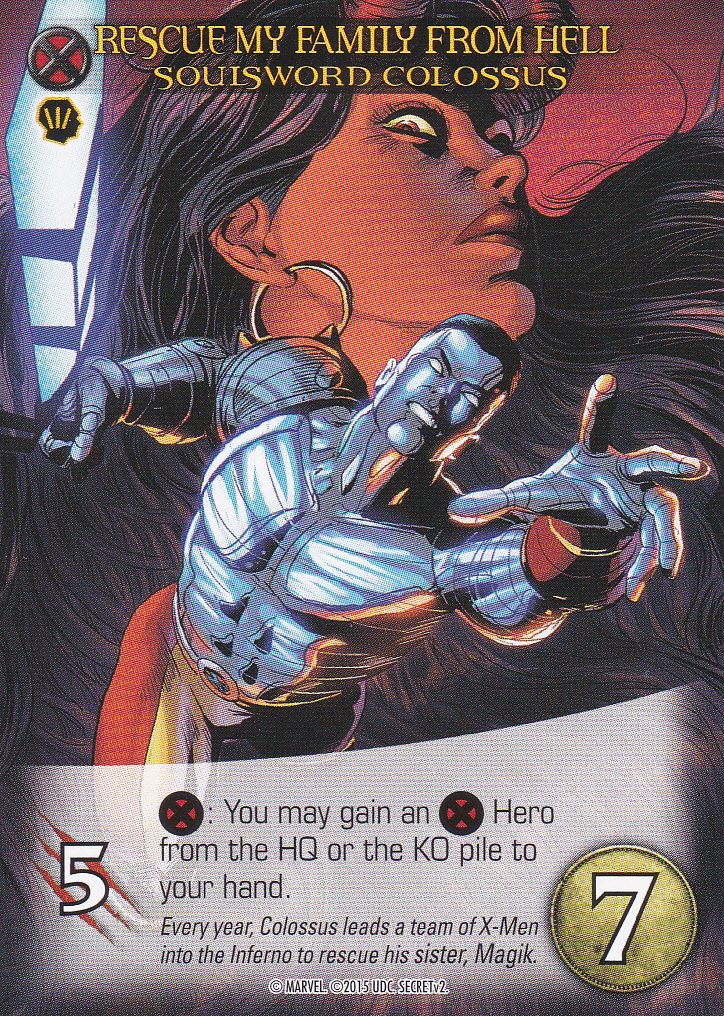 RESCUE MY FAMILY FROM HELL
SOULSWORD COLOSSUS
: You may gain an Hero
from the HQ or the KO pile to
your hand.
5
7
Every year, Colossus leads a team of X-Men
into the Inferno to rescue his sister, Magik.
© MARVEL. ©2015 UDC. SECRETv2.